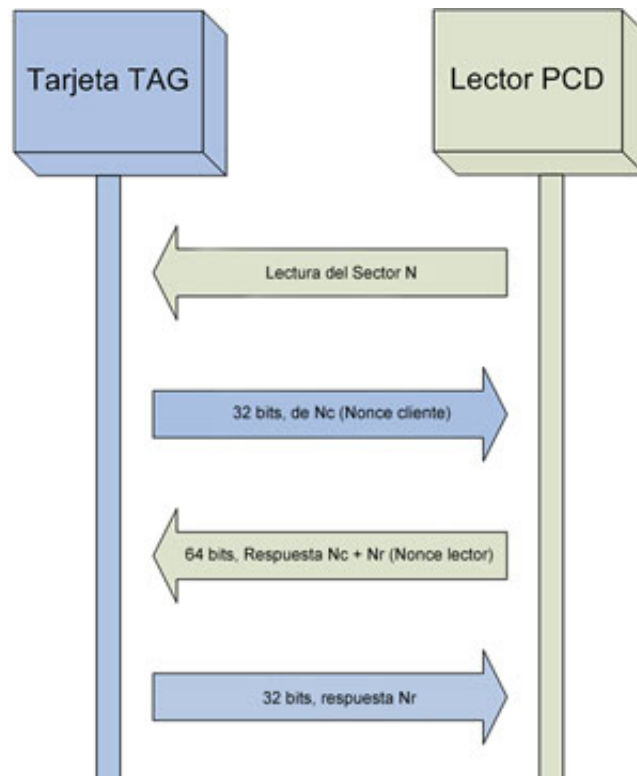 Tarjeta TAG
Lector PCD
Lectura del Sector N
32 bits, de Nc (Nonce cliente)
64 bits, Respuesta Nc + Nr (Nonce lector)
32 bits, respuesta Nr